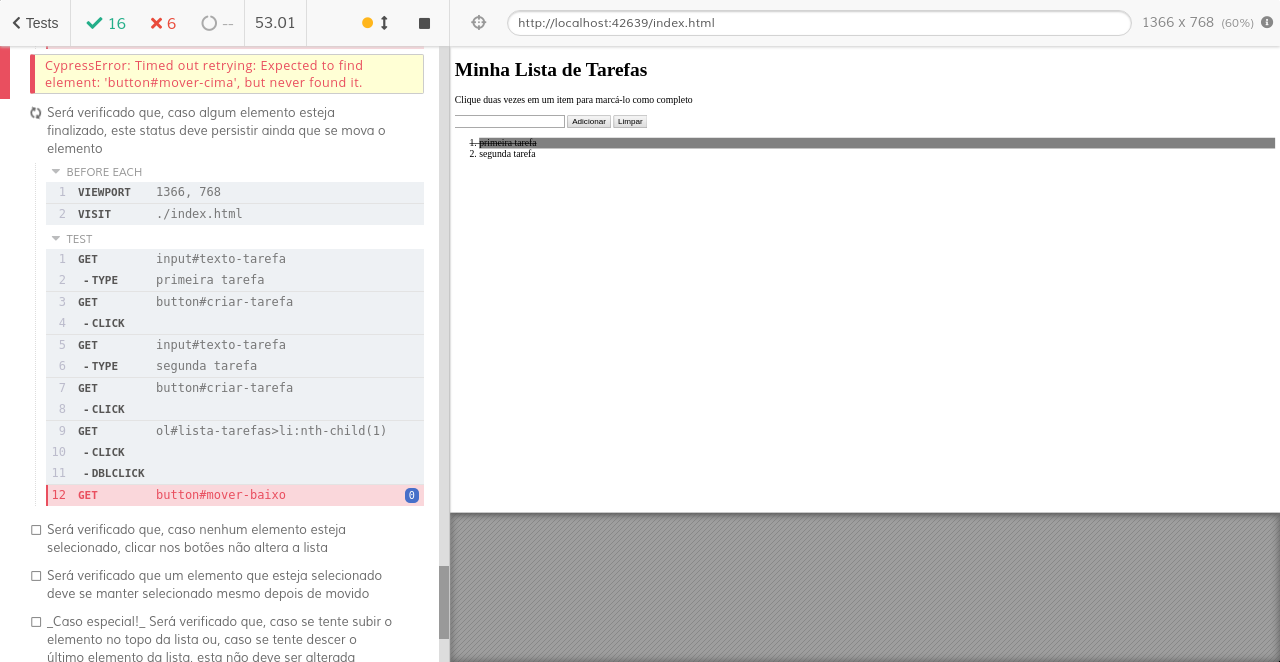 Tests
16
6
--
53.01
http://localhost:42639/index.html
1366 x 768 (60%)
CypressError: Timed out retrying: Expected to find
element: 'button#mover-cima', but never found it.
Será verificado que, caso algum elemento esteja
finalizado, este status deve persistir ainda que se mova o
elemento
BEFORE EACH
1 VIEWPORT 1366, 768
2 VISIT ./index.html
TEST
1 GET input#texto-tarefa
2 -TYPE primeira tarefa
3 GET button#criar-tarefa
4 -CLICK
5 GET input#texto-tarefa
6 -TYPE segunda tarefa
7 GET button#criar-tarefa
8 -CLICK
9 GET ol#lista-tarefas>li:nth-child(1)
10 -CLICK
11 -DBLCLICK
12 GET button#mover-baixo 0
Será verificado que, caso nenhum elemento esteja
selecionado, clicar nos botões não altera a lista
Será verificado que um elemento que esteja selecionado
deve se manter selecionado mesmo depois de movido
_Caso especial!_ Será verificado que, caso se tente subir o
elemento no topo da lista ou, caso se tente descer o
último elemento da lista, esta não deve ser alterada
Minha Lista de Tarefas
Clique duas vezes em um item para marcá-lo como completo
Adicionar Limpar
1. primeira tarefa
2. segunda tarefa